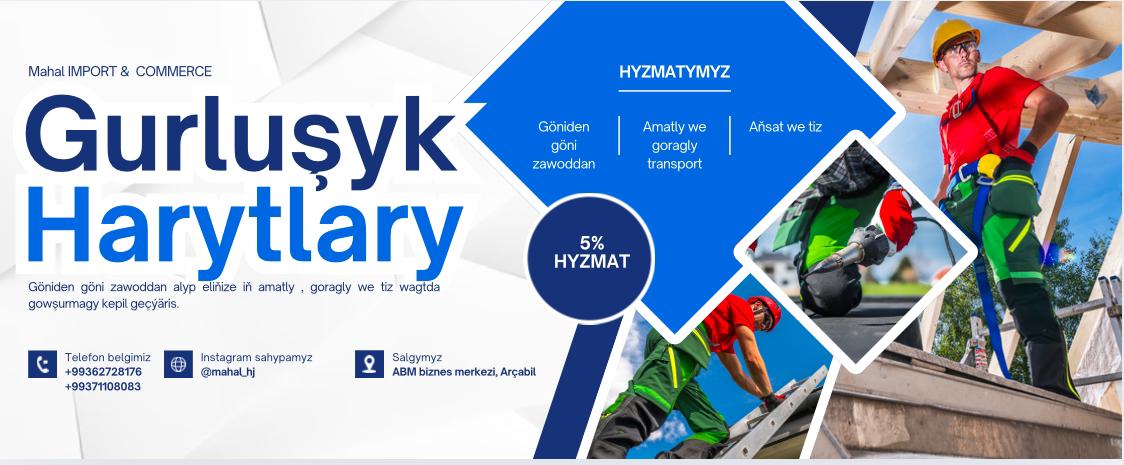 Mahal IMPORT & COMMERCE
Gurluşyk
Harytlary
Göniden göni zawoddan alyp eliňize iň amatly , goragly we tiz wagtda
gowşurmagy kepil geçýäris.
Telefon belgimiz
+99362728176
+99371108083
Instagram sahypamyz
@mahal_hj
Salgymyz
ABM biznes merkezi, Arçabil
HYZMATYMYZ
Göniden
göni
zawoddan
Amatly we
goragly
transport
Aňsat we tiz
5%
HYZMAT